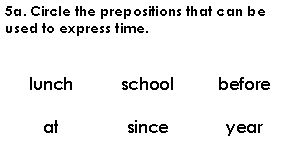 5a. Circle the prepositions that can be
used to express time.
lunch school before
at since year